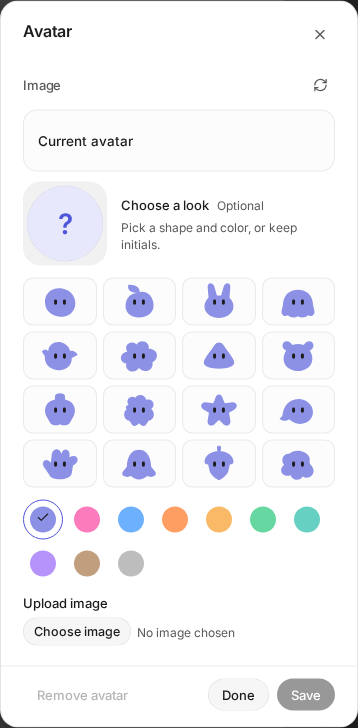 Avatar
Image
Current avatar
?
Choose a look Optional
Pick a shape and color, or keep
initials.
Upload image
Choose image No image chosen
Remove avatar Done Save